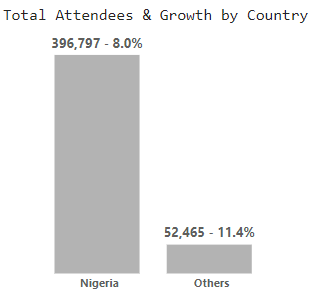 Total Attendees & Growth by Country
396,797 - 8.0%
52,465 - 11.4%
Nigeria
Others